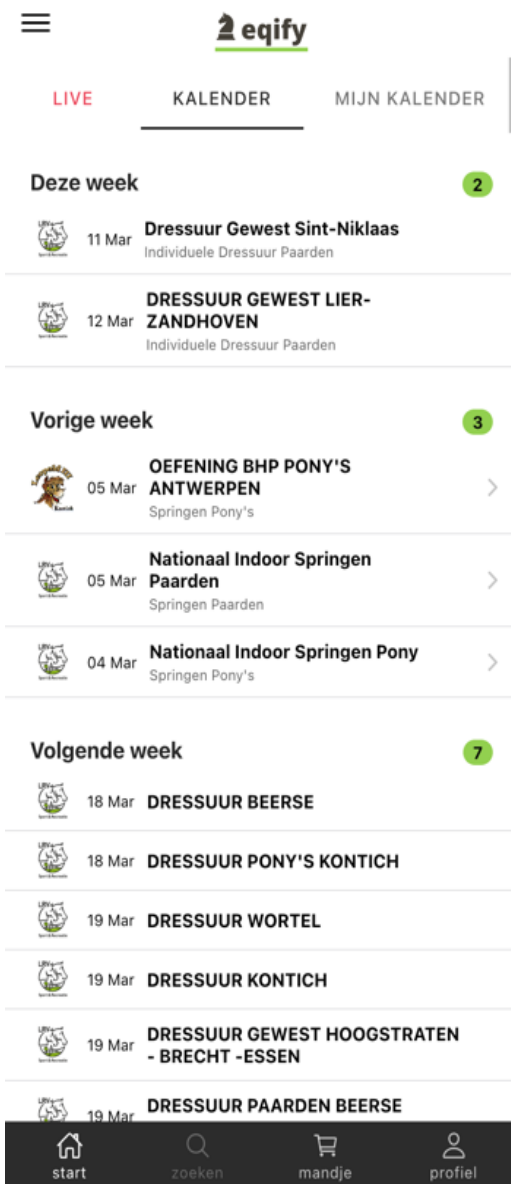 eqify
LIVE
KALENDER
MIJN KALENDER
Deze week
2
11 Mar
Dressuur Gewest Sint-Niklaas
Individuele Dressuur Paarden
12 Mar
DRESSUUR GEWEST LIER-
ZANDHOVEN
Individuele Dressuur Paarden
Vorige week
3
05 Mar
OEFENING BHP PONY'S
ANTWERPEN
Springen Pony's
05 Mar
Nationaal Indoor Springen
Paarden
Springen Paarden
04 Mar
Nationaal Indoor Springen Pony
Springen Pony's
Volgende week
7
18 Mar
DRESSUUR BEERSE
18 Mar
DRESSUUR PONY'S KONTICH
19 Mar
DRESSUUR WORTEL
19 Mar
DRESSUUR KONTICH
19 Mar
DRESSUUR GEWEST HOOGSTRATEN
- BRECHT -ESSEN
19 Mar
DRESSUUR PAARDEN BEERSE
start
zoeken
mandje
profiel